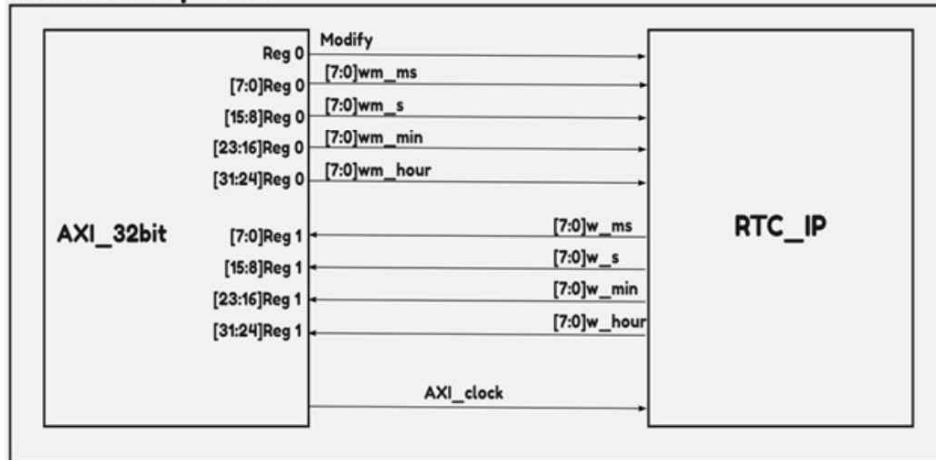 Modify
Reg 0
[7:0]Reg 0 [7:0]wm_ms
[15:8]Reg 0 [7:0]wm_s
[23:16]Reg 0 [7:0]wm_min
[31:24]Reg 0 [7:0]wm_hour
AXI_32bit
RTC_IP
[7:0]Reg 1 [7:0]w_ms
[15:8]Reg 1 [7:0]w_s
[23:16]Reg 1 [7:0]w_min
[31:24]Reg 1 [7:0]w_hour
AXI_clock